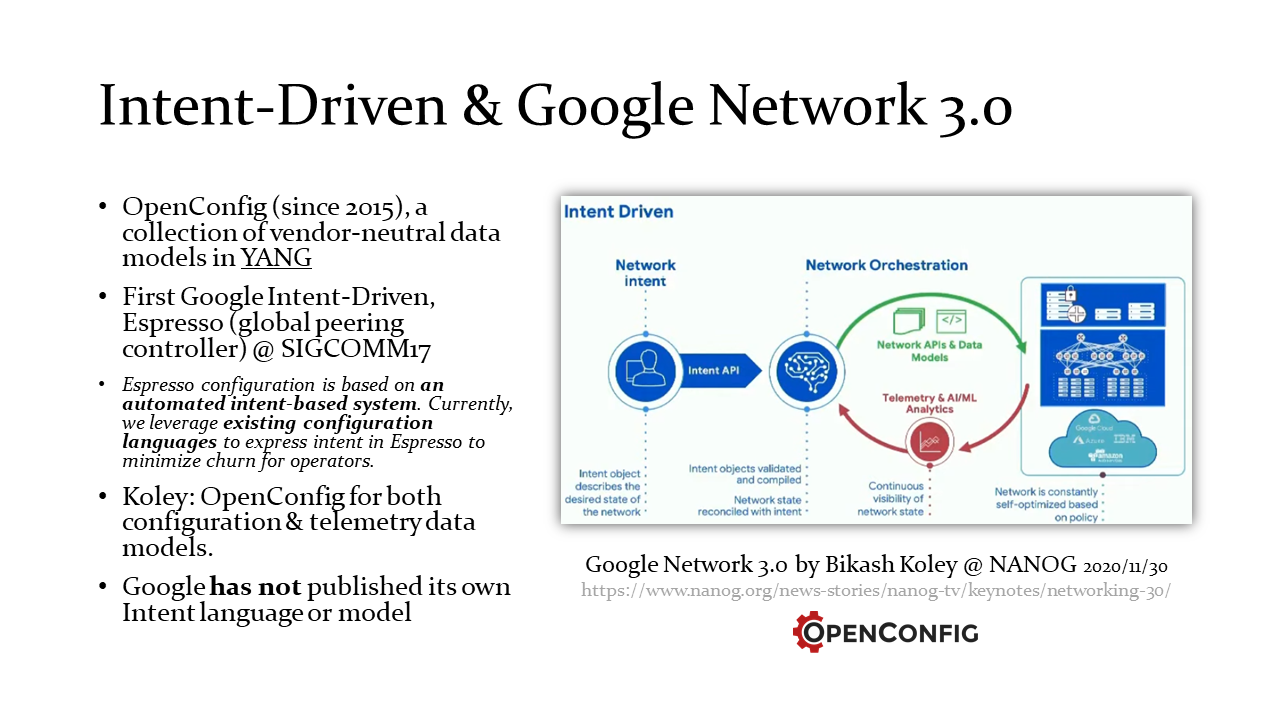 Intent-Driven & Google Network 3.0
• OpenConfig (since 2015), a
collection of vendor-neutral data
models in YANG
• First Google Intent-Driven,
Espresso (global peering
controller) @ SIGCOMM17
• Espresso configuration is based on an
automated intent-based system. Currently,
we leverage existing configuration
languages to express intent in Espresso to
minimize churn for operators.
• Koley: OpenConfig for both
configuration & telemetry data
models.
• Google has not published its own
Intent language or model
Intent Driven
Network
intent
Network Orchestration
Intent API
</>
Network APIs & Data
Models
Telemetry & AI/ML
Analytics
Google Cloud
Azure
IBM
amazon
Intent object
describes the
desired state of
the network
Intent objects validated
and compiled
Network state
reconciled with intent
Continuous
visibility of
network state
Network is constantly
self-optimized based
on policy
Google Network 3.0 by Bikash Koley @ NANOG 2020/11/30
https://www.nanog.org/news-stories/nanog-tv/keynotes/networking-30/
OPENCONFIG